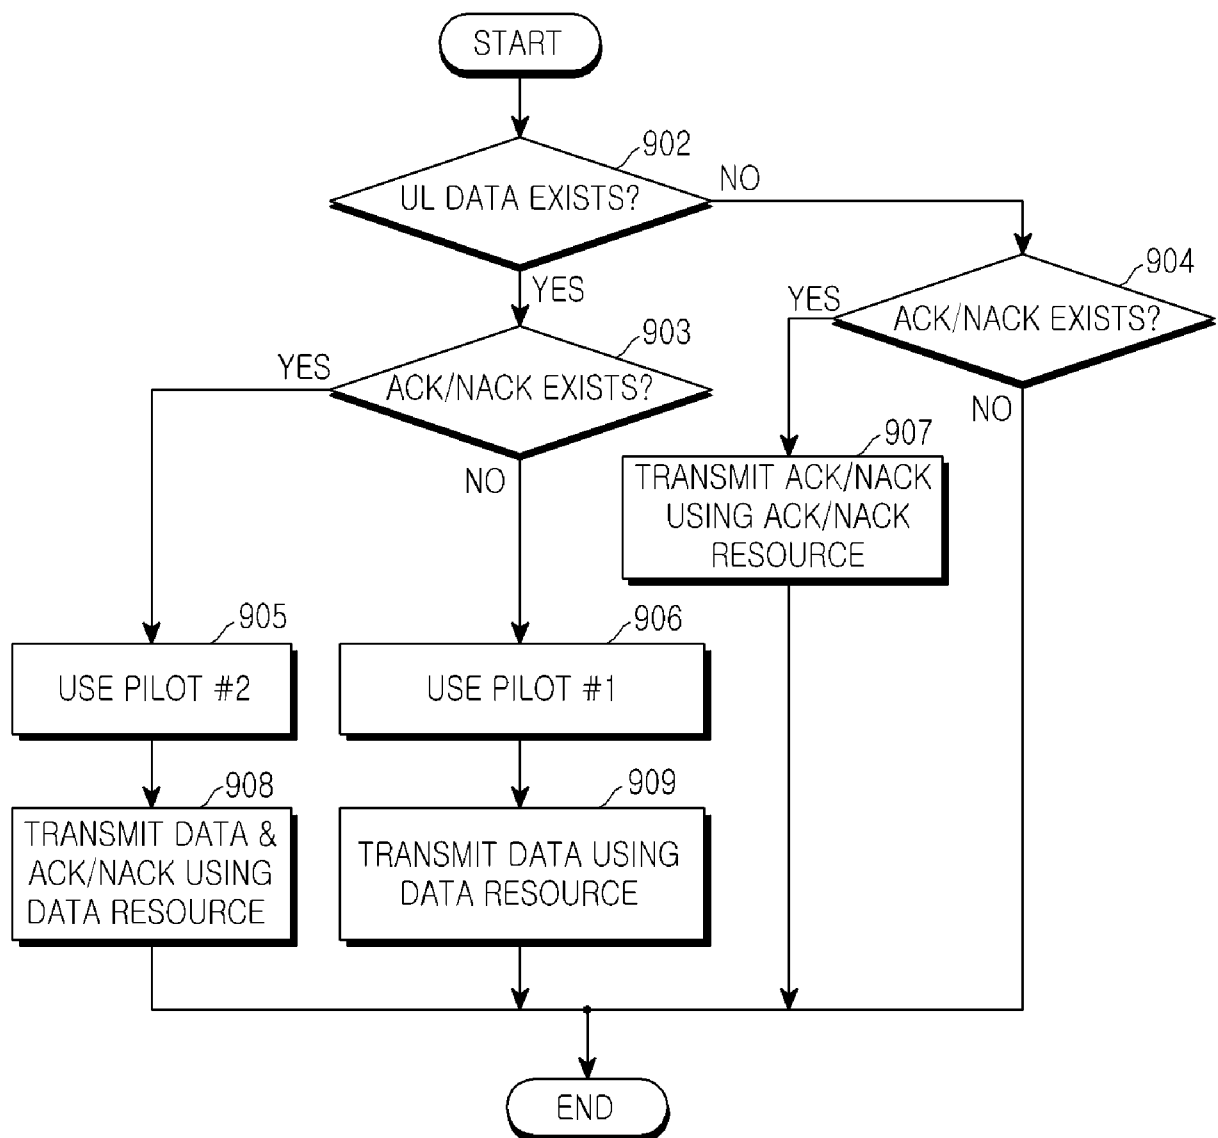 START
902
UL DATA EXISTS?
NO
YES
904
ACK/NACK EXISTS?
YES
NO
903
ACK/NACK EXISTS?
YES
NO
907
TRANSMIT ACK/NACK
USING ACK/NACK
RESOURCE
905
USE PILOT #2
906
USE PILOT #1
908
TRANSMIT DATA &
ACK/NACK USING
DATA RESOURCE
909
TRANSMIT DATA USING
DATA RESOURCE
END